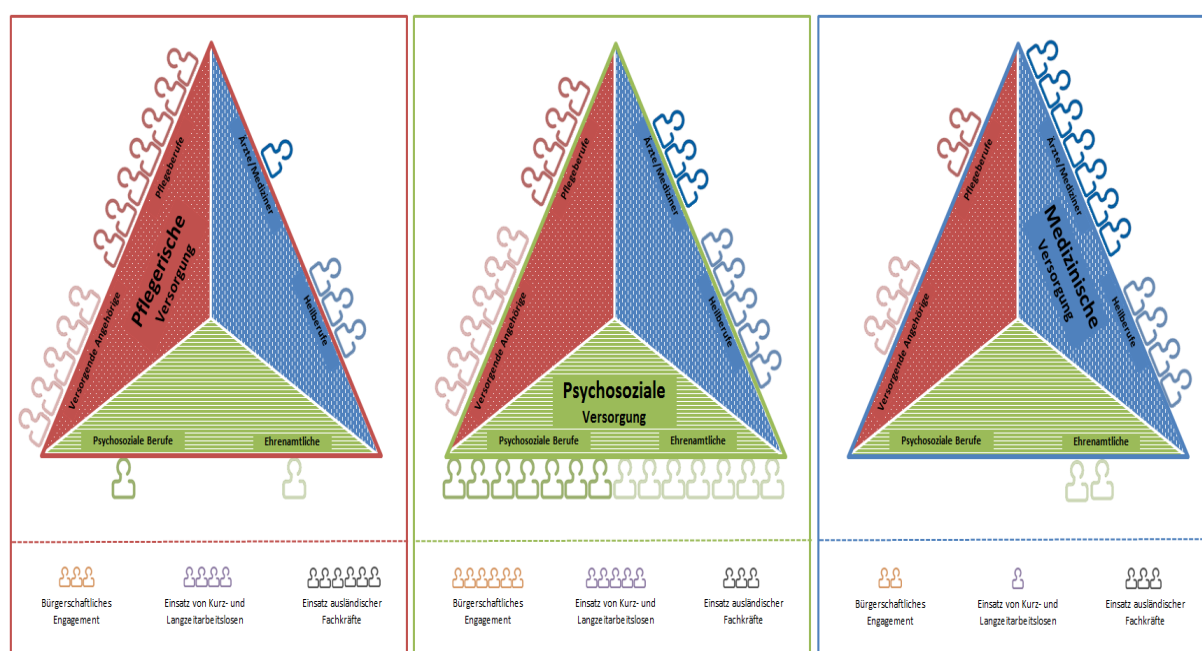 Pflegeberufe
Ärzte/Mediziner
Pflegerische
Versorgung
Versorgende Angehörige
Heilberufe
Psychosoziale Berufe
Ehrenamtliche
Bürgerschaftliches
Engagement
Einsatz von Kurz- und
Langzeitarbeitslosen
Einsatz ausländischer
Fachkräfte
Pflegeberufe
Ärzte/Mediziner
Versorgende Angehörige
Heilberufe
Psychosoziale
Versorgung
Psychosoziale Berufe
Ehrenamtliche
Bürgerschaftliches
Engagement
Einsatz von Kurz- und
Langzeitarbeitslosen
Einsatz ausländischer
Fachkräfte
Pflegeberufe
Ärzte/Mediziner
Medizinische
Versorgung
Versorgende Angehörige
Heilberufe
Psychosoziale Berufe
Ehrenamtliche
Bürgerschaftliches
Engagement
Einsatz von Kurz- und
Langzeitarbeitslosen
Einsatz ausländischer
Fachkräfte